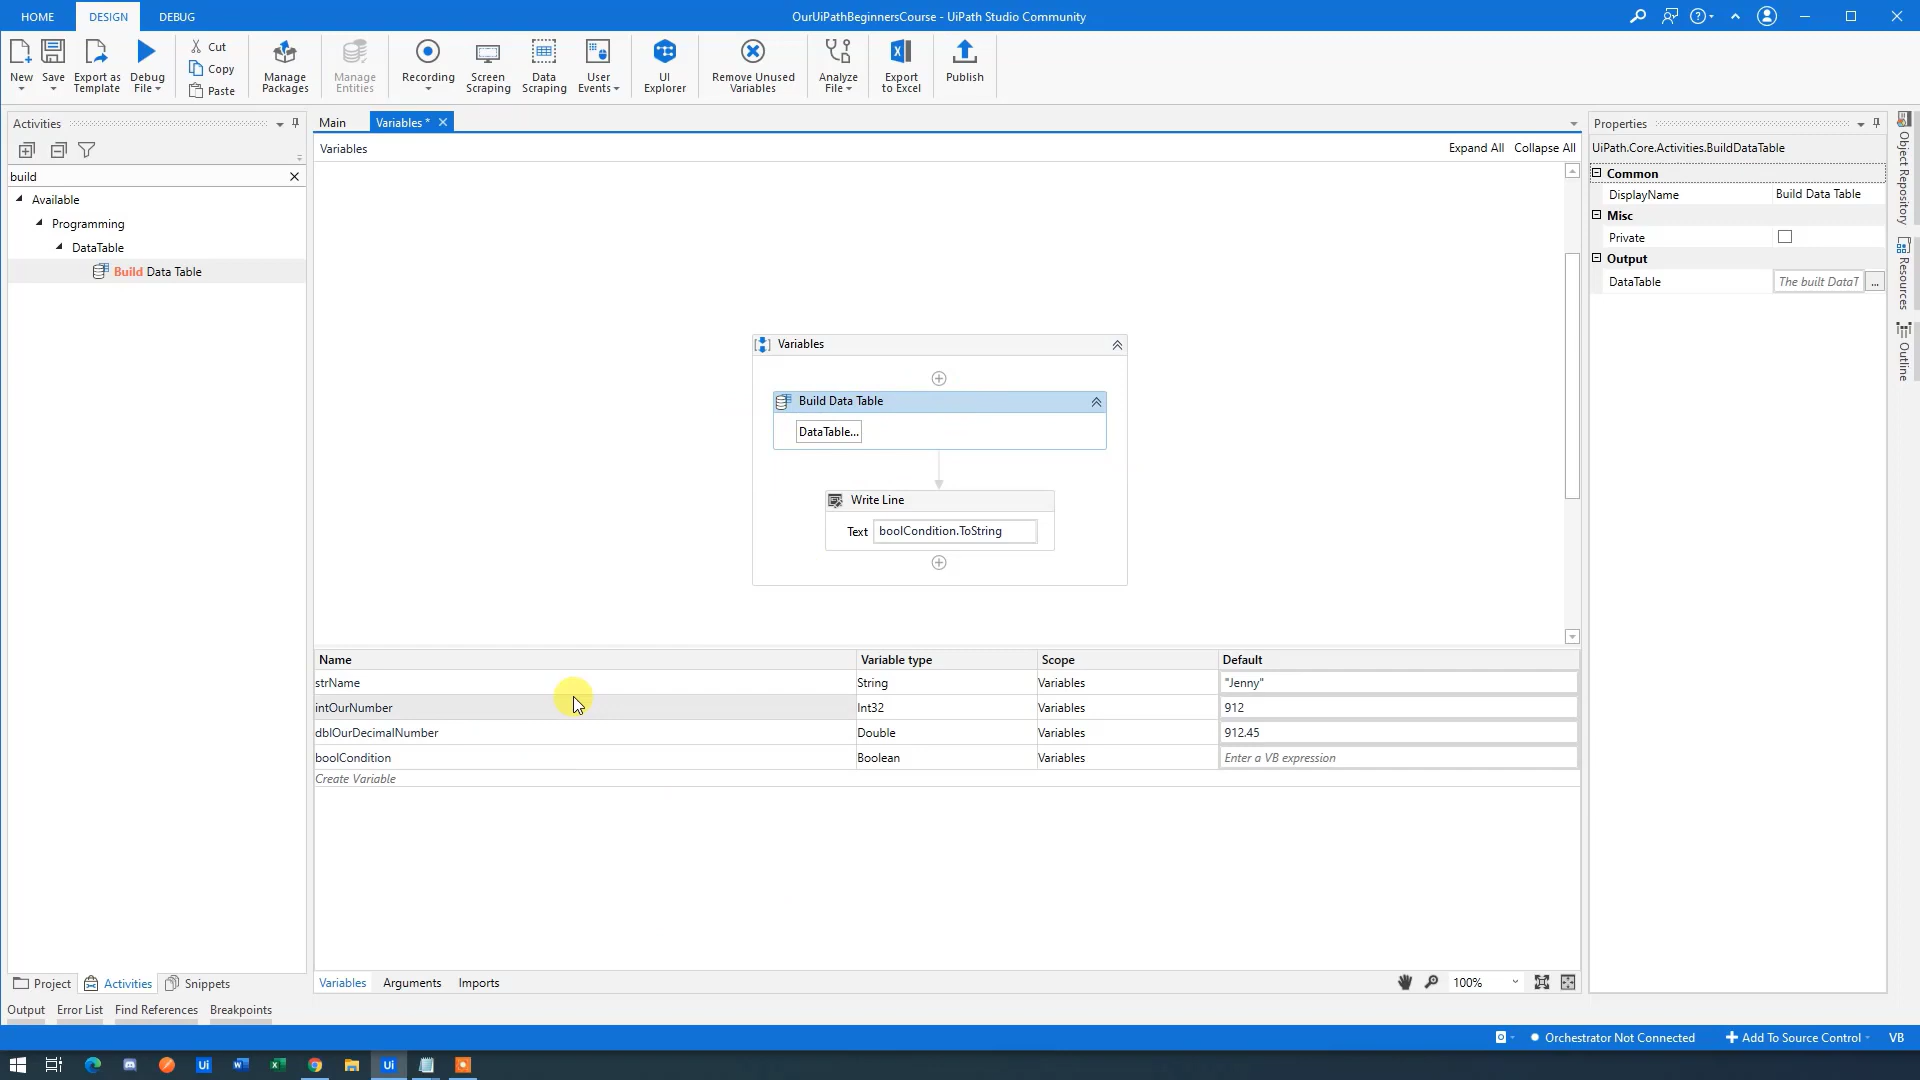 HOME DESIGN DEBUG
OurUiPathBeginnersCourse - UiPath Studio Community
New
Save
Export as Template
Debug File
Cut
Copy
Paste
Manage Packages
Manage Entities
Recording
Screen Scraping
Data Scraping
User Events
UI Explorer
Remove Unused Variables
Analyze File
Export to Excel
Publish
Activities
build
Available
Programming
DataTable
Build Data Table
Main
Variables *
Variables
Expand All Collapse All
Variables
Build Data Table
DataTable...
Write Line
Text boolCondition.ToString
Name Variable type Scope Default
strName String Variables "Jenny"
intOurNumber Int32 Variables 912
dblOurDecimalNumber Double Variables 912.45
boolCondition Boolean Variables Enter a VB expression
Create Variable
Variables Arguments Imports
100%
Properties
UiPath.Core.Activities.BuildDataTable
Common
DisplayName Build Data Table
Misc
Private
Output
DataTable The built DataT ...
Object Repository
Resources
Outline
Project Activities Snippets
Output Error List Find References Breakpoints
Orchestrator Not Connected
Add To Source Control
VB
Ui
Ui